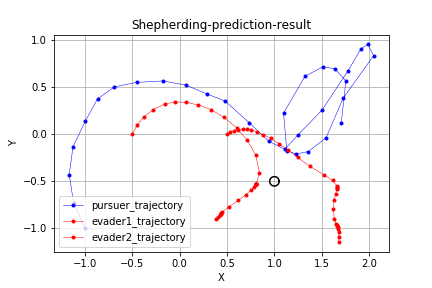 Shepherding-prediction-result
1.0
0.5
0.0
−0.5
−1.0
Y
pursuer_trajectory
evader1_trajectory
evader2_trajectory
−1.0 −0.5 0.0 0.5 1.0 1.5 2.0
X